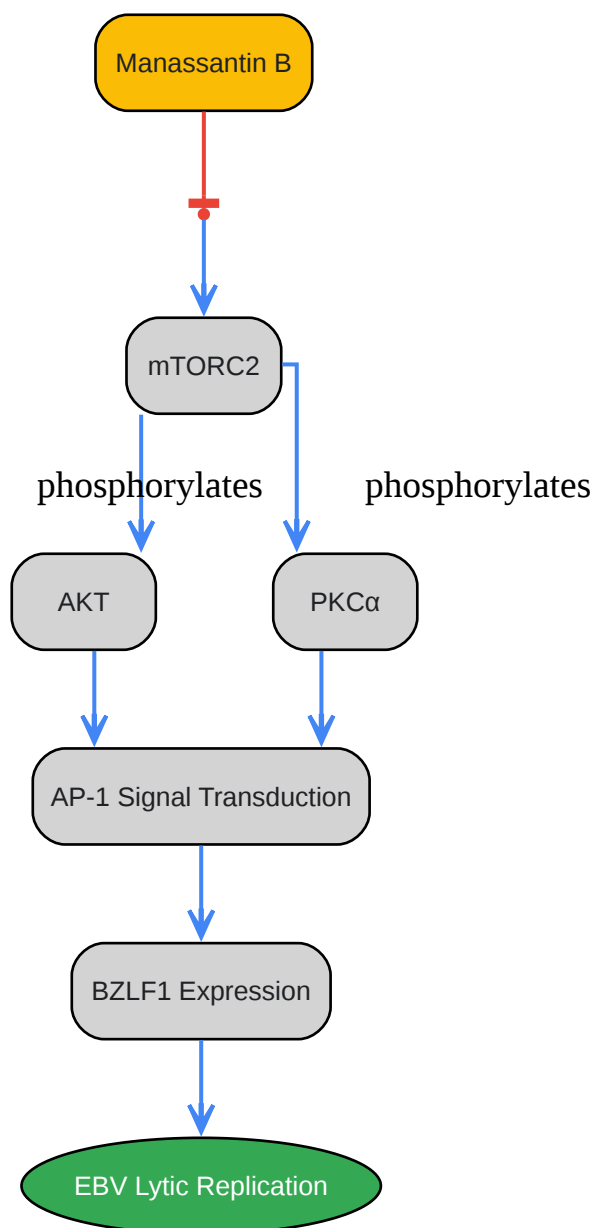 Manassantin B
mTORC2
phosphorylates
phosphorylates
AKT
PKCα
AP-1 Signal Transduction
BZLF1 Expression
EBV Lytic Replication